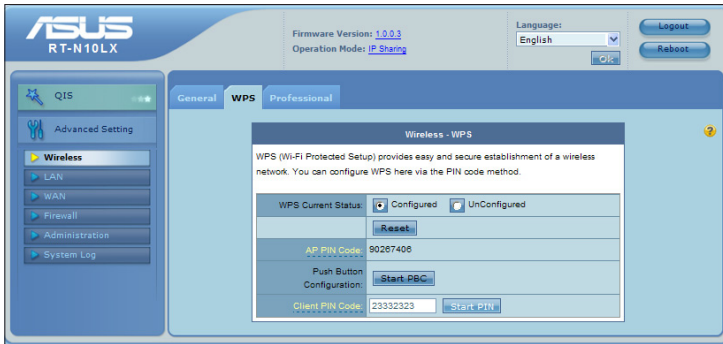 ASUS
RT-N10LX
Firmware Version: 1.0.0.3
Operation Mode: IP Sharing
Language:
English
Ok
Logout
Reboot
QIS
Advanced Setting
Wireless
LAN
WAN
Firewall
Administration
System Log
General WPS Professional
Wireless - WPS
WPS (Wi-Fi Protected Setup) provides easy and secure establishment of a wireless
network. You can configure WPS here via the PIN code method.
WPS Current Status: Configured UnConfigured
Reset
AP PIN Code: 90267406
Push Button
Configuration: Start PBC
Client PIN Code: 23332323 Start PIN
?